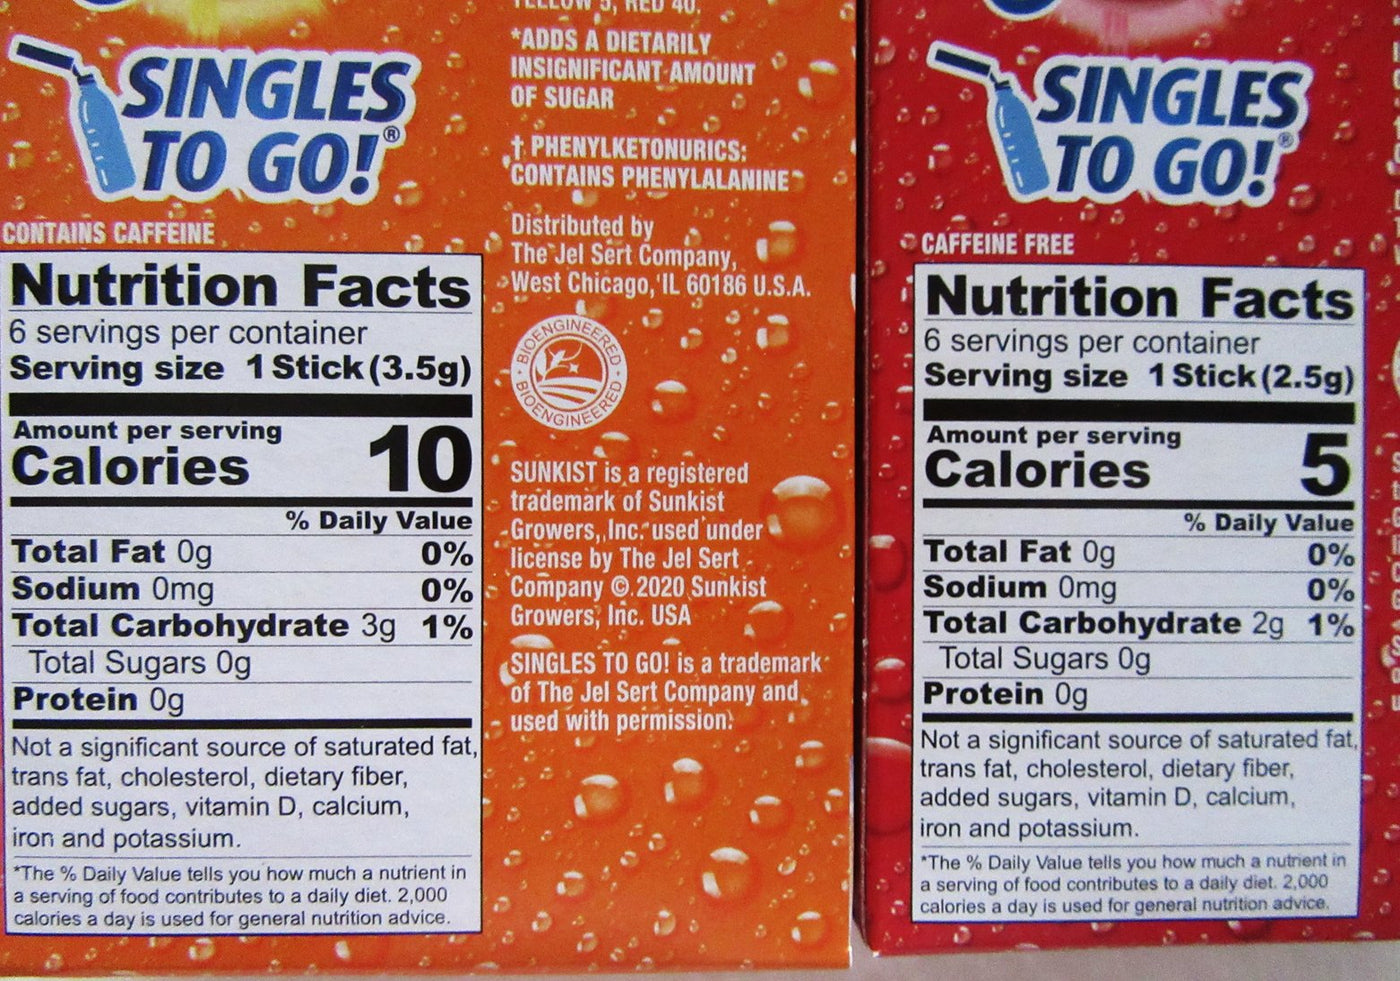 SINGLES
TO GO!®
CONTAINS CAFFEINE
Nutrition Facts
6 servings per container
Serving size 1 Stick (3.5g)
Amount per serving
Calories 10
% Daily Value
Total Fat 0g 0%
Sodium 0mg 0%
Total Carbohydrate 3g 1%
Total Sugars 0g
Protein 0g
Not a significant source of saturated fat,
trans fat, cholesterol, dietary fiber,
added sugars, vitamin D, calcium,
iron and potassium.
*The % Daily Value tells you how much a nutrient in
a serving of food contributes to a daily diet. 2,000
calories a day is used for general nutrition advice.
YELLOW 5, RED 40.
*ADDS A DIETARILY
INSIGNIFICANT AMOUNT
OF SUGAR
† PHENYLKETONURICS:
CONTAINS PHENYLALANINE
Distributed by
The Jel Sert Company,
West Chicago, IL 60186 U.S.A.
BIOENGINEERED
BIOENGINEERED
SUNKIST is a registered
trademark of Sunkist
Growers, Inc. used under
license by The Jel Sert
Company © 2020 Sunkist
Growers, Inc. USA
SINGLES TO GO! is a trademark
of The Jel Sert Company and
used with permission.
SINGLES
TO GO!®
CAFFEINE FREE
Nutrition Facts
6 servings per container
Serving size 1 Stick (2.5g)
Amount per serving
Calories 5
% Daily Value
Total Fat 0g 0%
Sodium 0mg 0%
Total Carbohydrate 2g 1%
Total Sugars 0g
Protein 0g
Not a significant source of saturated fat,
trans fat, cholesterol, dietary fiber,
added sugars, vitamin D, calcium,
iron and potassium.
*The % Daily Value tells you how much a nutrient in
a serving of food contributes to a daily diet. 2,000
calories a day is used for general nutrition advice.